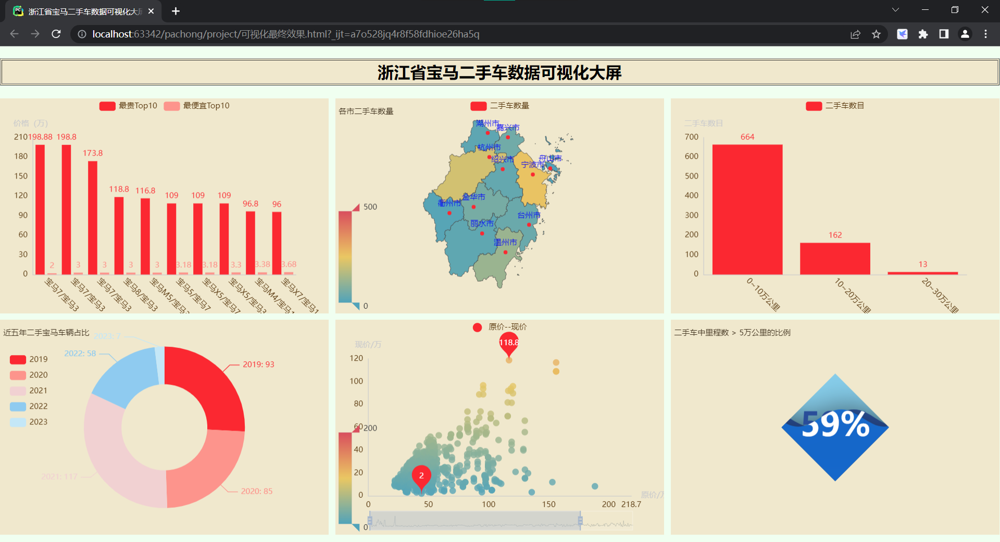 浙江省宝马二手车数据可视化大屏
localhost:63342/pachong/project/可视化最终效果.html?_ijt=a7o528jq4r8f58fdhioe26ha5q
浙江省宝马二手车数据可视化大屏
最贵Top10 最便宜Top10
价格（万）
210
180
150
120
90
60
30
0
198.88 198.8 173.8 118.8 116.8 109 109 109 96.8 96
2 3 3 3 3 3.18 3.18 3.3 3.38 3.68
宝马7/宝马3
宝马7/宝马3
宝马7/宝马3
宝马8/宝马3
宝马M5/宝马
宝马5/宝马7
宝马X5/宝马7
宝马X5/宝马3
宝马M4/宝马1
宝马X7/宝马1
各市二手车数量
二手车数量
湖州市
嘉兴市
杭州市
绍兴市
舟山市
宁波市
金华市
衢州市
台州市
丽水市
温州市
500
0
二手车数目
二手车数目
700
600
500
400
300
200
100
0
664
162
13
0~10万公里
10~20万公里
20~30万公里
近五年二手宝马车辆占比
2019
2020
2021
2022
2023
2023: 7
2022: 58
2019: 93
2021: 117
2020: 85
原价--现价
现价/万
118.8
120
100
80
60
40
20
0
200
0
2
原价/万
0 50 100 150 200 218.7
二手车中里程数 > 5万公里的比例
59%